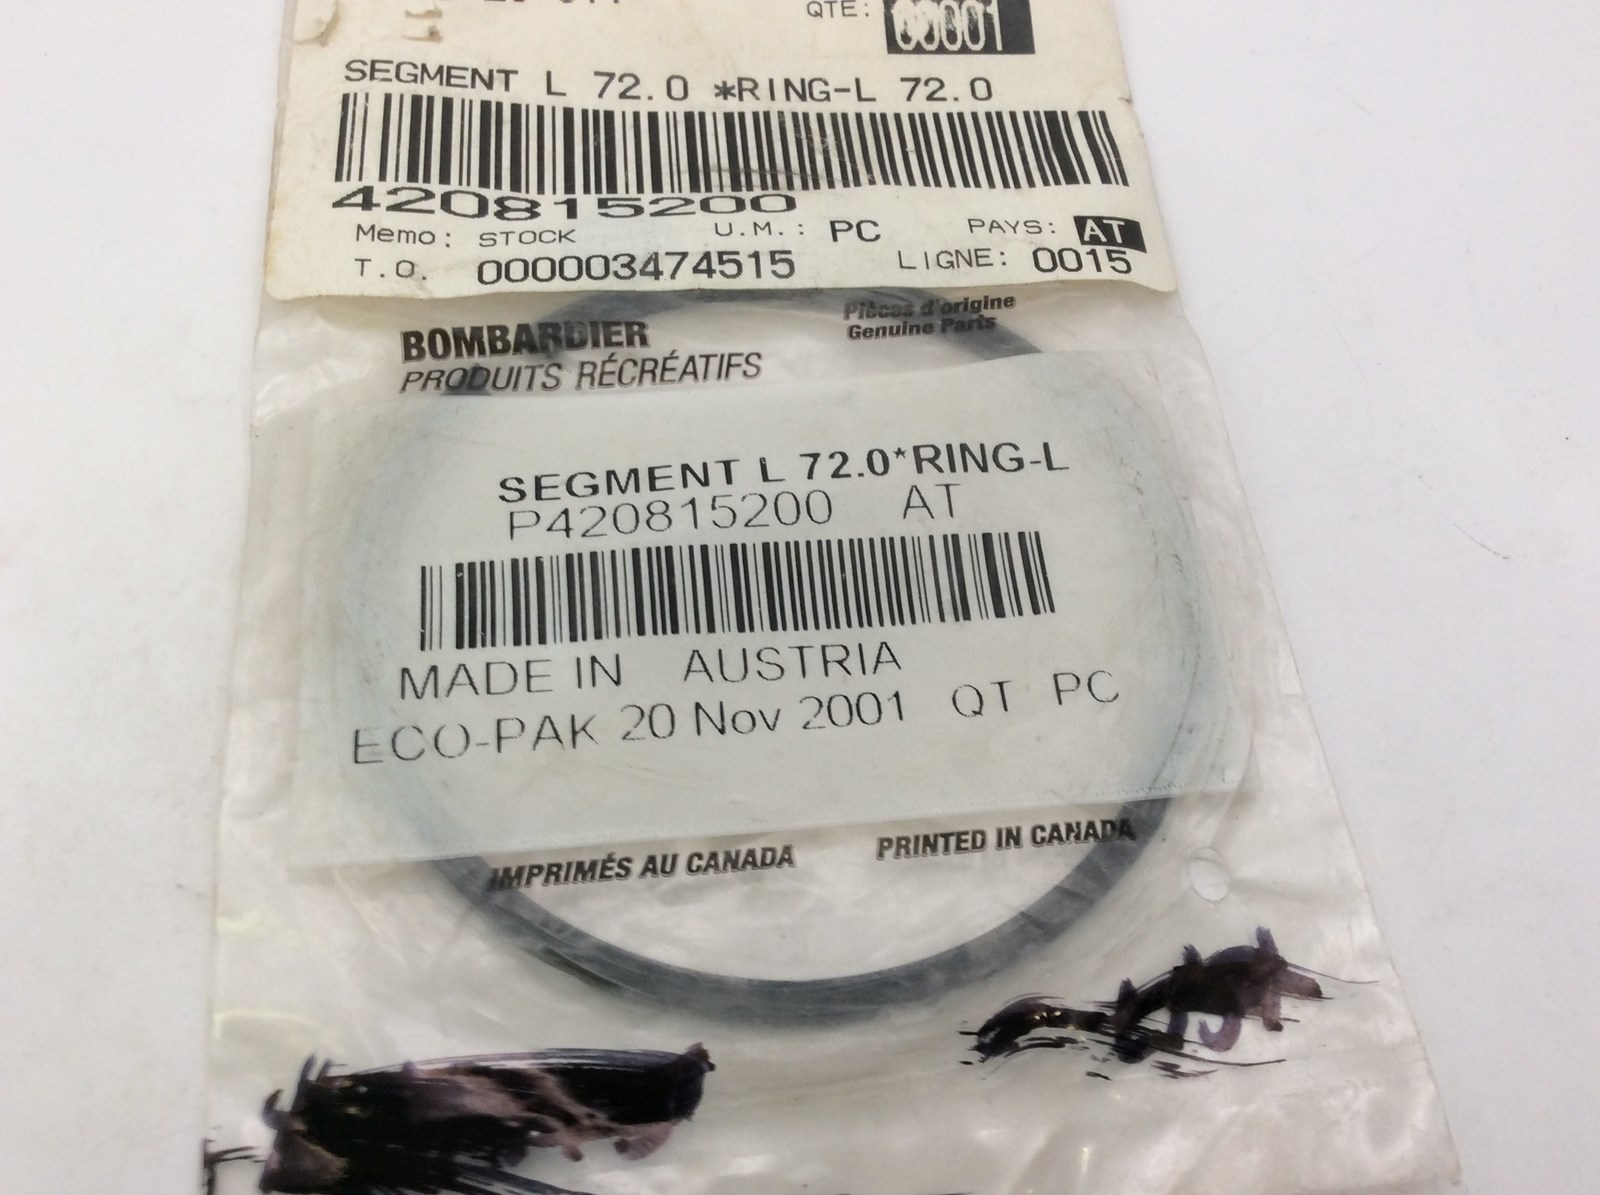 QTE: 00001
SEGMENT L 72.0 *RING-L 72.0
420815200
Memo: STOCK U.M.: PC PAYS: AT
T.O. 000003474515 LIGNE: 0015
BOMBARDIER
PRODUITS RÉCRÉATIFS
Pièces d'origine
Genuine Parts
SEGMENT L 72.0*RING-L
P420815200 AT
MADE IN AUSTRIA
ECO-PAK 20 Nov 2001 QT PC
IMPRIMÉS AU CANADA PRINTED IN CANADA